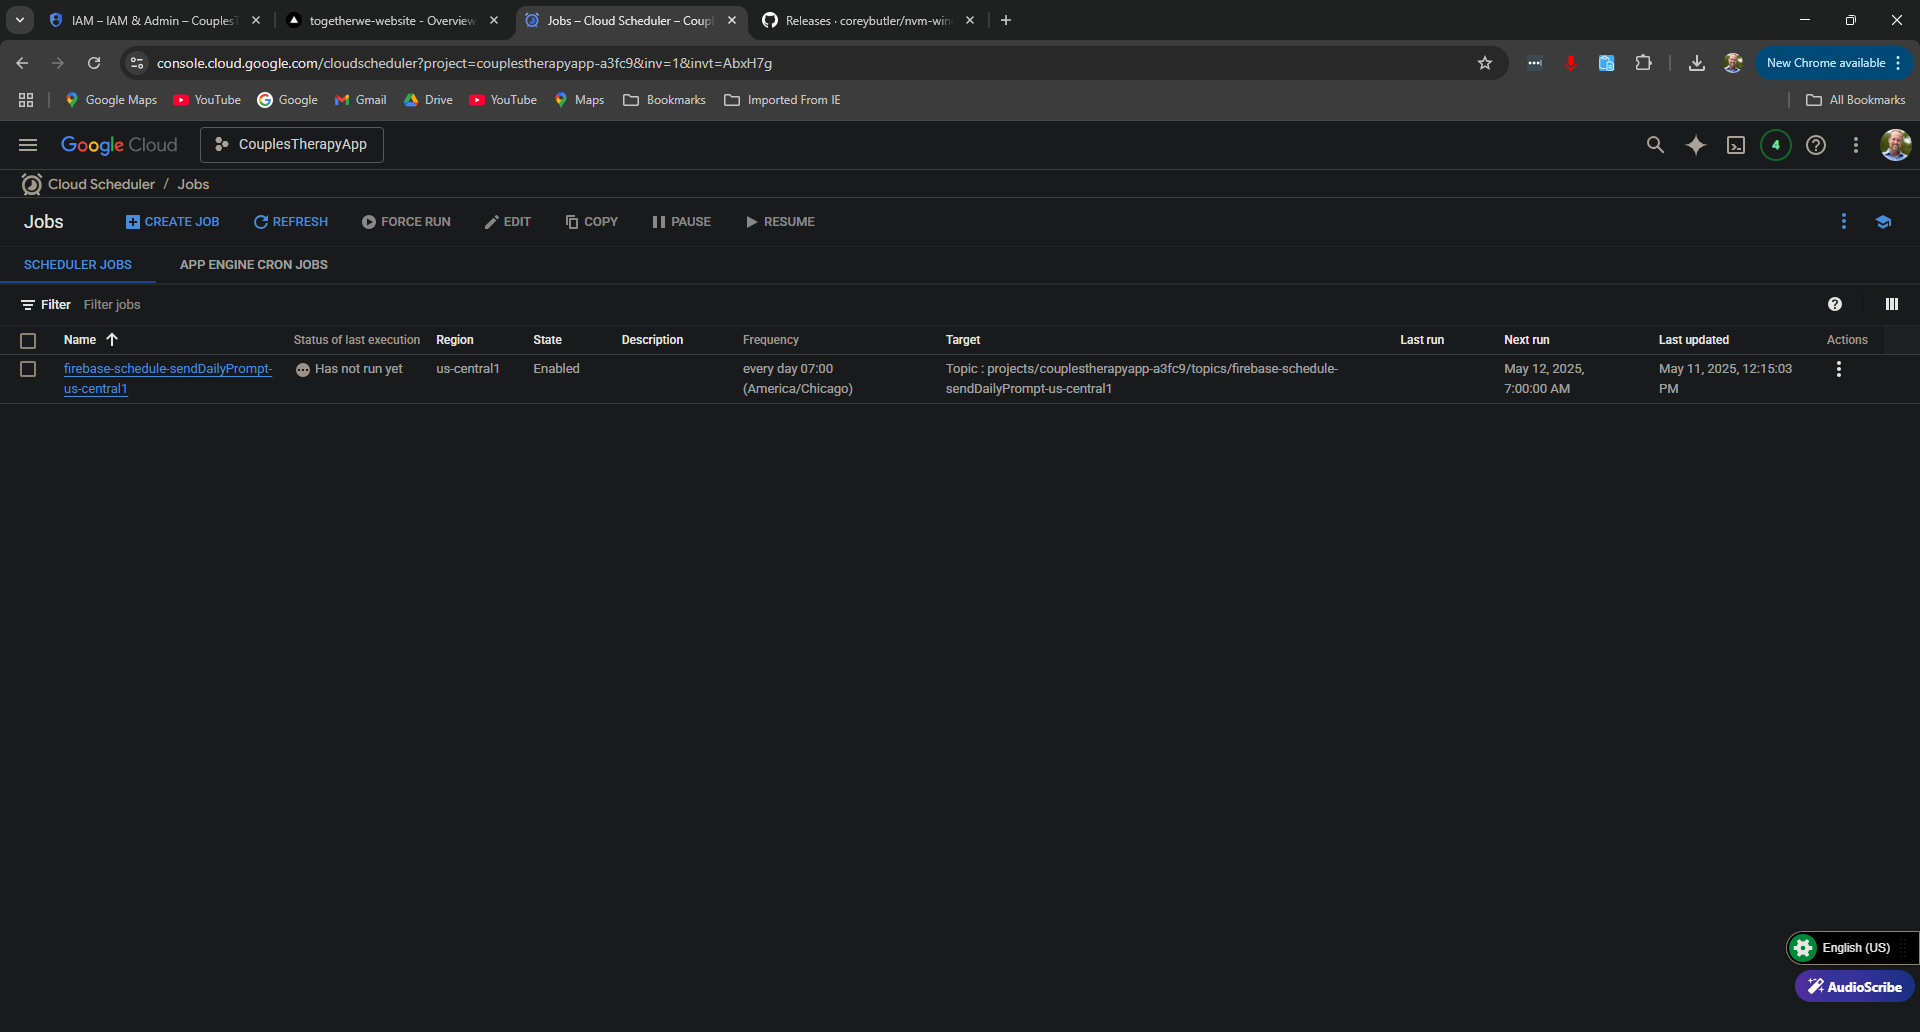 IAM – IAM & Admin – Couples
togetherwe-website - Overview
Jobs – Cloud Scheduler – Coupl
Releases · coreybutler/nvm-win
console.cloud.google.com/cloudscheduler?project=couplestherapyapp-a3fc9&inv=1&invt=AbxH7g
New Chrome available
Google Maps
YouTube
Google
Gmail
Drive
YouTube
Maps
Bookmarks
Imported From IE
All Bookmarks
Google Cloud
CouplesTherapyApp
4
Cloud Scheduler / Jobs
Jobs
CREATE JOB
REFRESH
FORCE RUN
EDIT
COPY
PAUSE
RESUME
SCHEDULER JOBS
APP ENGINE CRON JOBS
Filter Filter jobs
Name Status of last execution Region State Description Frequency Target Last run Next run Last updated Actions
firebase-schedule-sendDailyPrompt-
us-central1
Has not run yet
us-central1
Enabled
every day 07:00
(America/Chicago)
Topic : projects/couplestherapyapp-a3fc9/topics/firebase-schedule-
sendDailyPrompt-us-central1
May 12, 2025,
7:00:00 AM
May 11, 2025, 12:15:03
PM
English (US)
AudioScribe